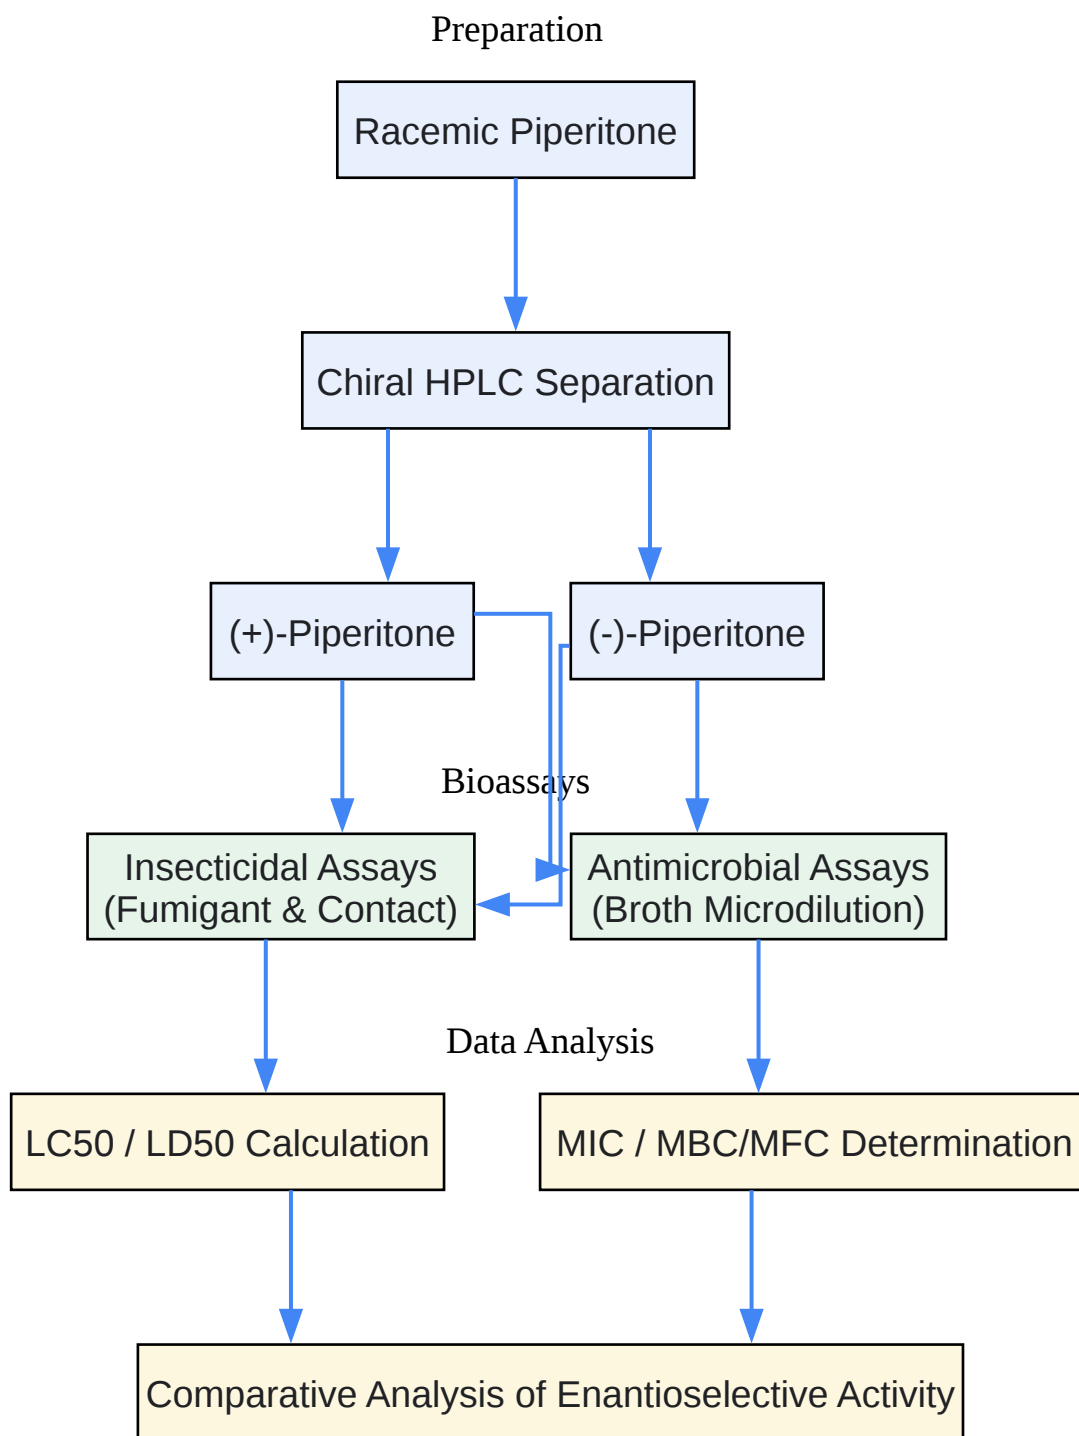 Preparation
Racemic Piperitone
Chiral HPLC Separation
(+)-Piperitone
(-)-Piperitone
Bioassays
Insecticidal Assays
(Fumigant & Contact)
Antimicrobial Assays
(Broth Microdilution)
Data Analysis
LC50 / LD50 Calculation
MIC / MBC/MFC Determination
Comparative Analysis of Enantioselective Activity